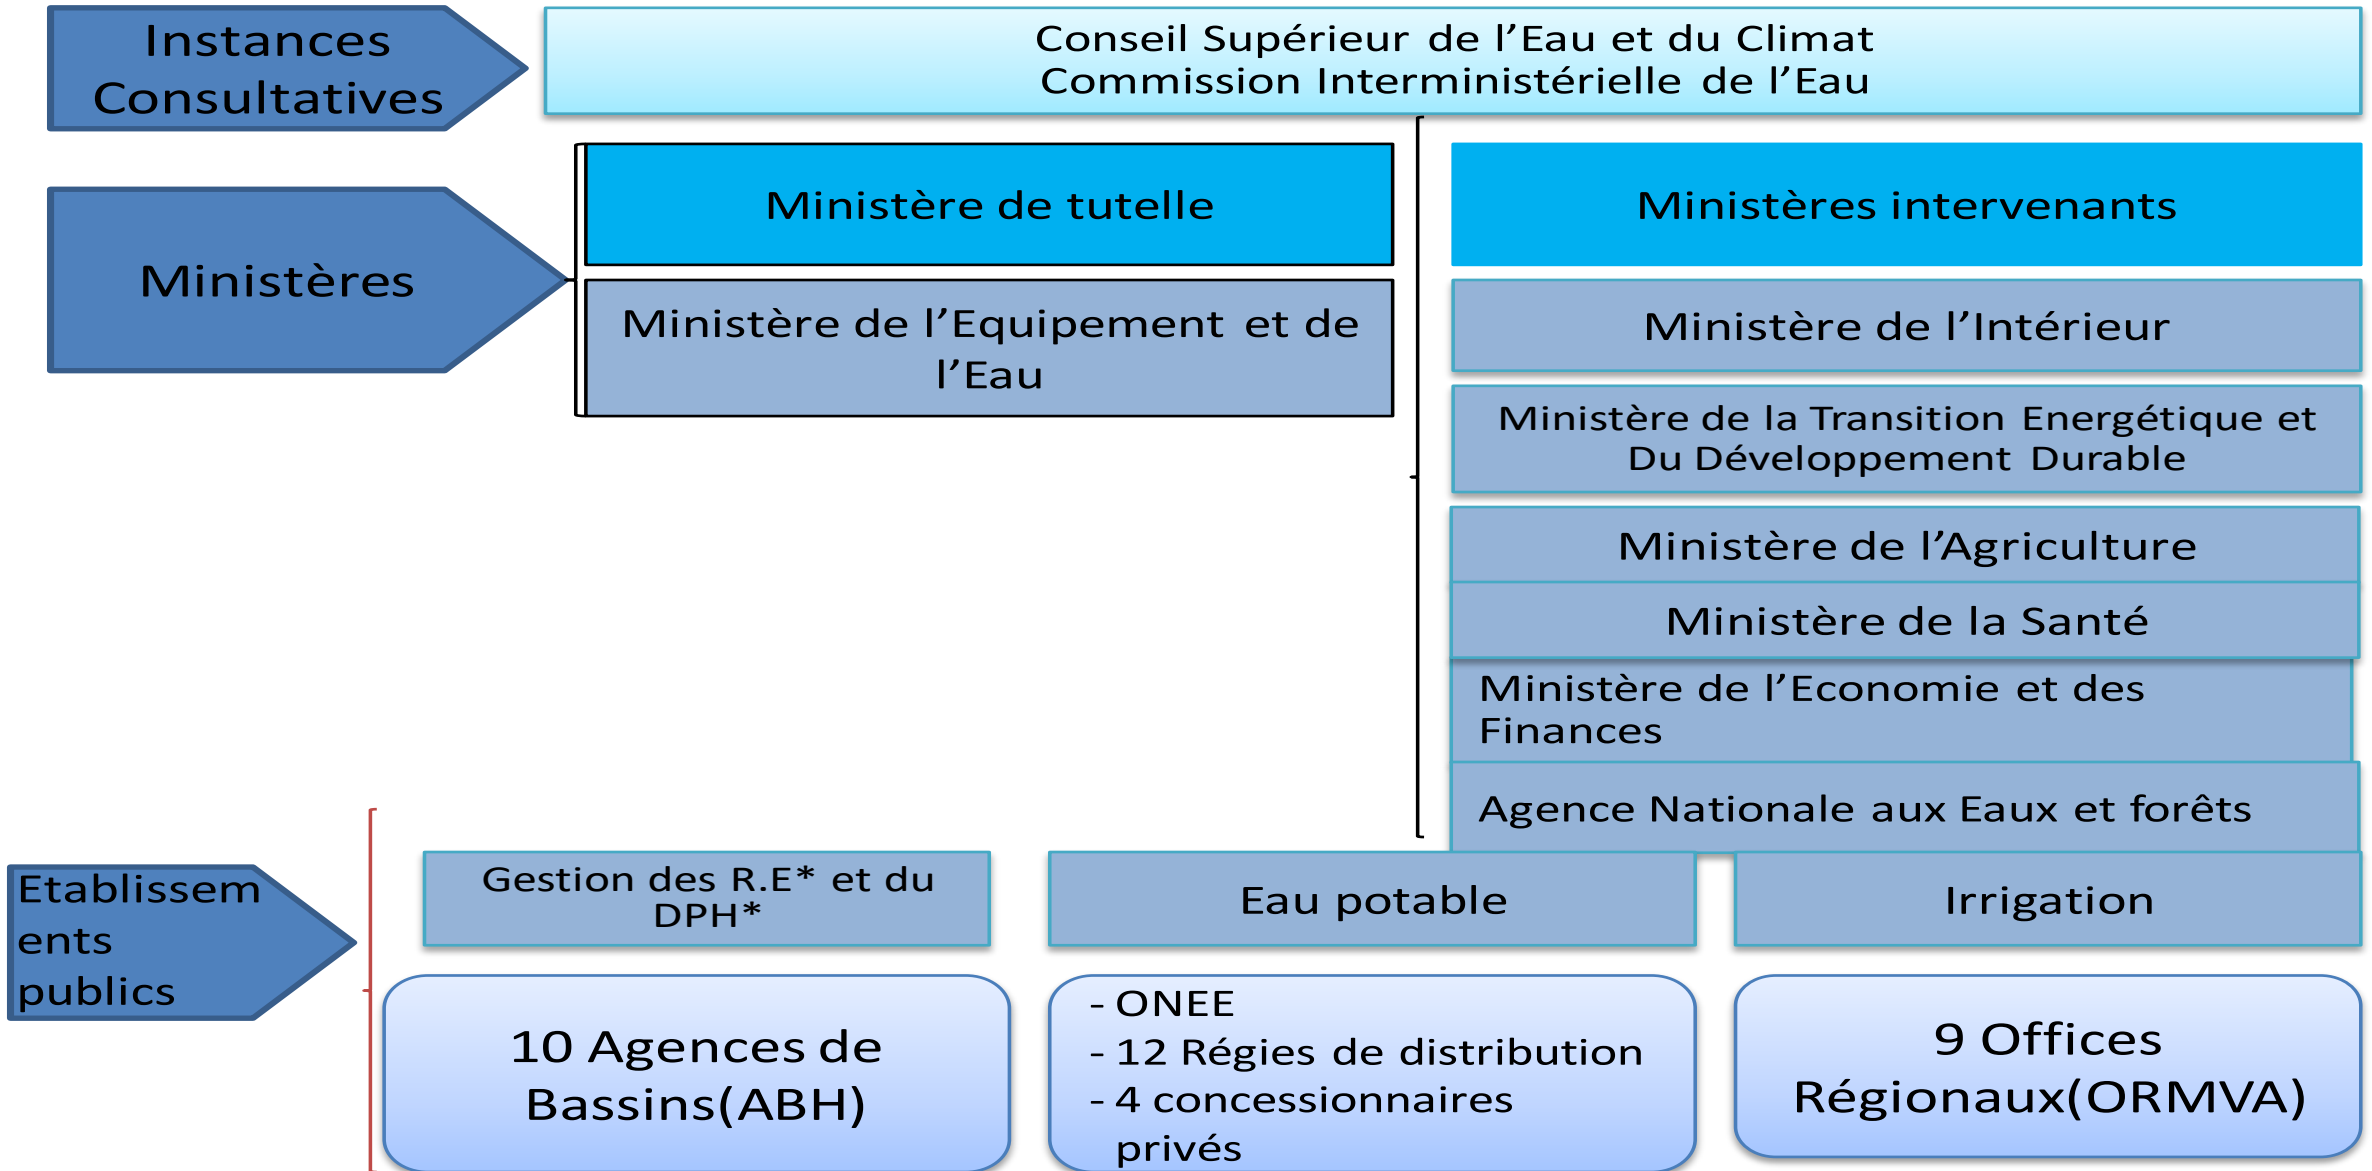 Instances
Consultatives
Conseil Supérieur de l’Eau et du Climat
Commission Interministérielle de l’Eau
Ministères
Ministère de tutelle
Ministère de l’Equipement et de
l’Eau
Ministères intervenants
Ministère de l’Intérieur
Ministère de la Transition Energétique et
Du Développement Durable
Ministère de l’Agriculture
Ministère de la Santé
Ministère de l’Economie et des
Finances
Agence Nationale aux Eaux et forêts
Etablissem
ents
publics
Gestion des R.E* et du
DPH*
Eau potable
Irrigation
10 Agences de
Bassins(ABH)
- ONEE
- 12 Régies de distribution
- 4 concessionnaires
privés
9 Offices
Régionaux(ORMVA)